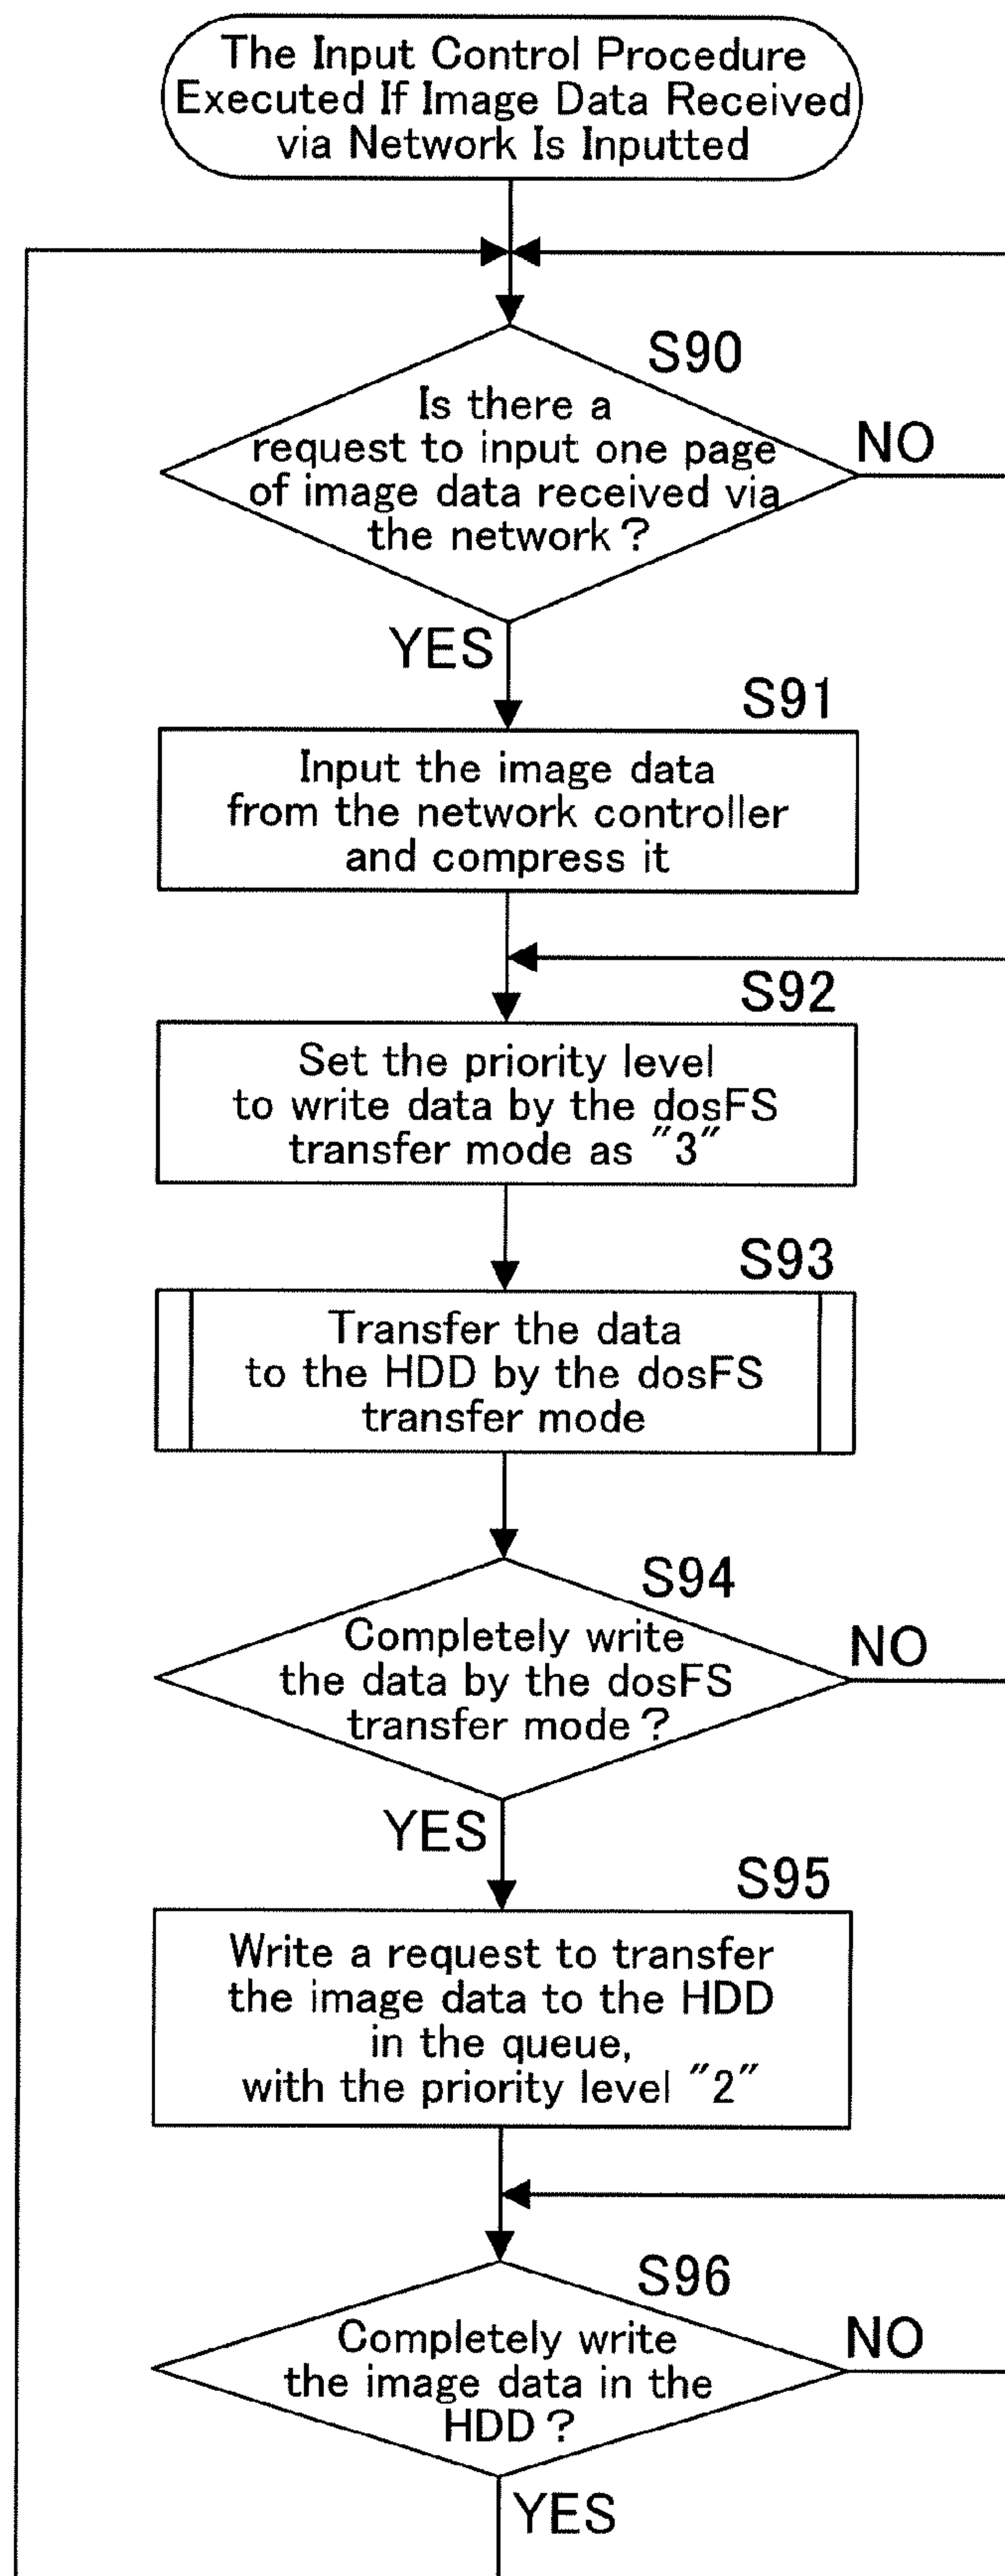 The Input Control Procedure
Executed If Image Data Received
via Network Is Inputted
S90
Is there a
request to input one page
of image data received via
the network?
NO
YES
S91
Input the image data
from the network controller
and compress it
S92
Set the priority level
to write data by the dosFS
transfer mode as "3"
S93
Transfer the data
to the HDD by the dosFS
transfer mode
S94
Completely write
the data by the dosFS
transfer mode?
NO
YES
S95
Write a request to transfer
the image data to the HDD
in the queue,
with the priority level "2"
S96
Completely write
the image data in the
HDD?
NO
YES